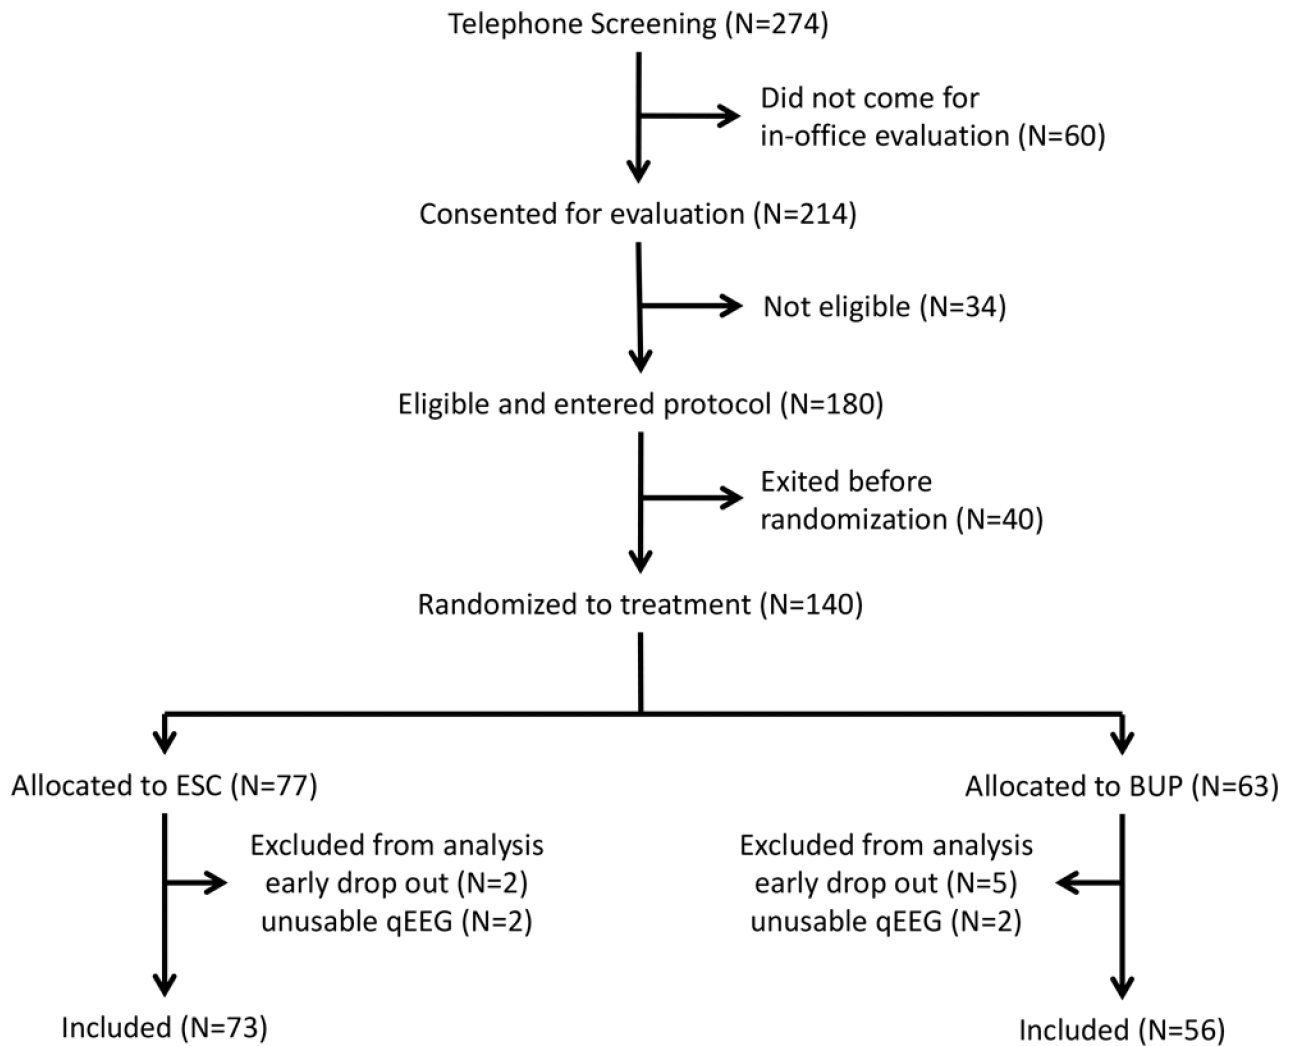 Telephone Screening (N=274)
Did not come for
in-office evaluation (N=60)
Consented for evaluation (N=214)
Not eligible (N=34)
Eligible and entered protocol (N=180)
Exited before
randomization (N=40)
Randomized to treatment (N=140)
Allocated to ESC (N=77)
Excluded from analysis
early drop out (N=2)
unusable qEEG (N=2)
Included (N=73)
Allocated to BUP (N=63)
Excluded from analysis
early drop out (N=5)
unusable qEEG (N=2)
Included (N=56)